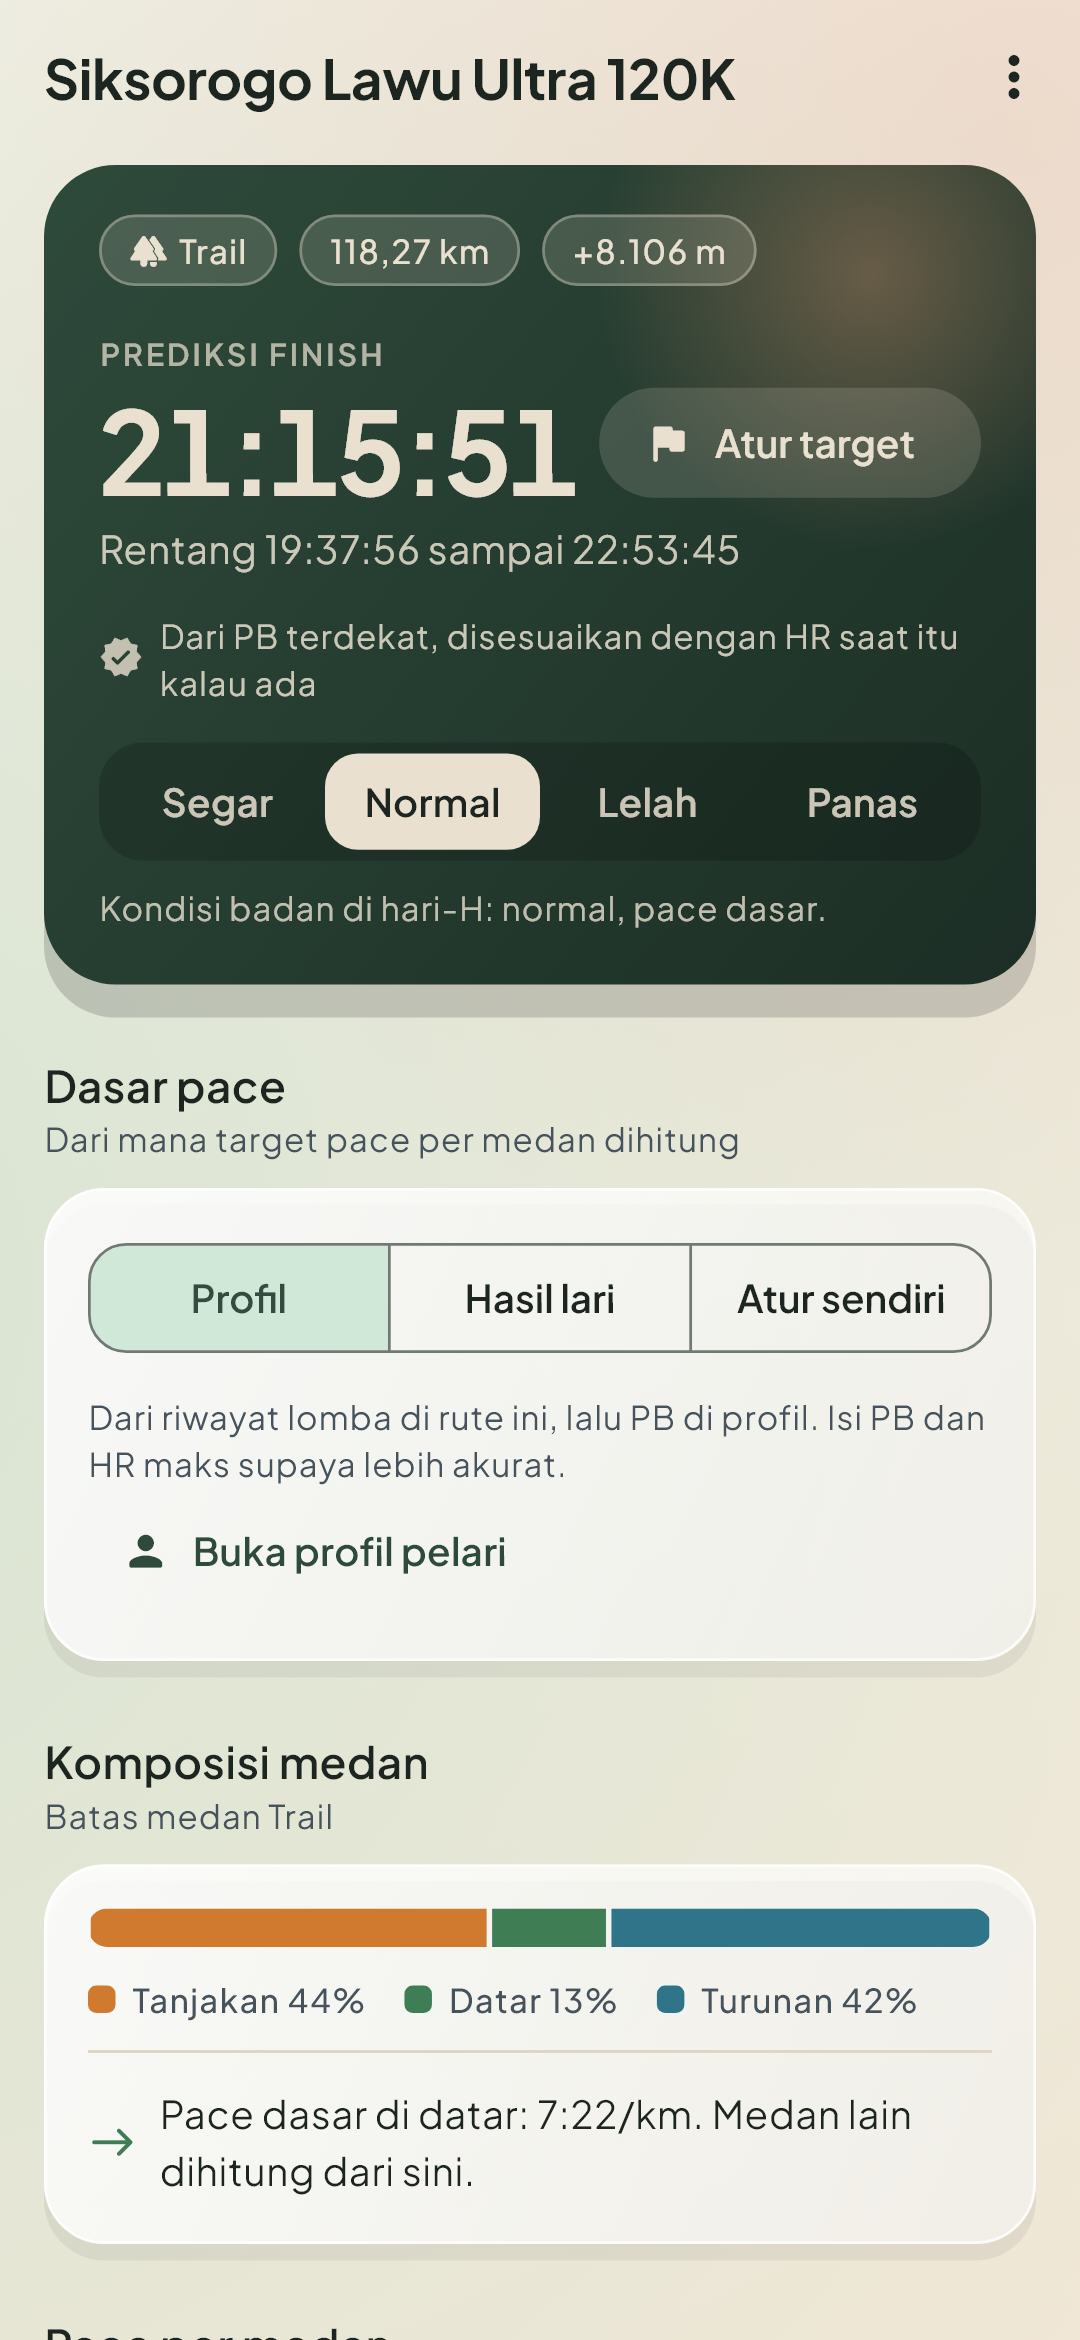 Siksorogo Lawu Ultra 120K
Trail
118,27 km
+8.106 m
PREDIKSI FINISH
21:15:51
Atur target
Rentang 19:37:56 sampai 22:53:45
Dari PB terdekat, disesuaikan dengan HR saat itu
kalau ada
Segar
Normal
Lelah
Panas
Kondisi badan di hari-H: normal, pace dasar.
Dasar pace
Dari mana target pace per medan dihitung
Profil
Hasil lari
Atur sendiri
Dari riwayat lomba di rute ini, lalu PB di profil. Isi PB dan
HR maks supaya lebih akurat.
Buka profil pelari
Komposisi medan
Batas medan Trail
Tanjakan 44%
Datar 13%
Turunan 42%
Pace dasar di datar: 7:22/km. Medan lain
dihitung dari sini.
Pace per medan